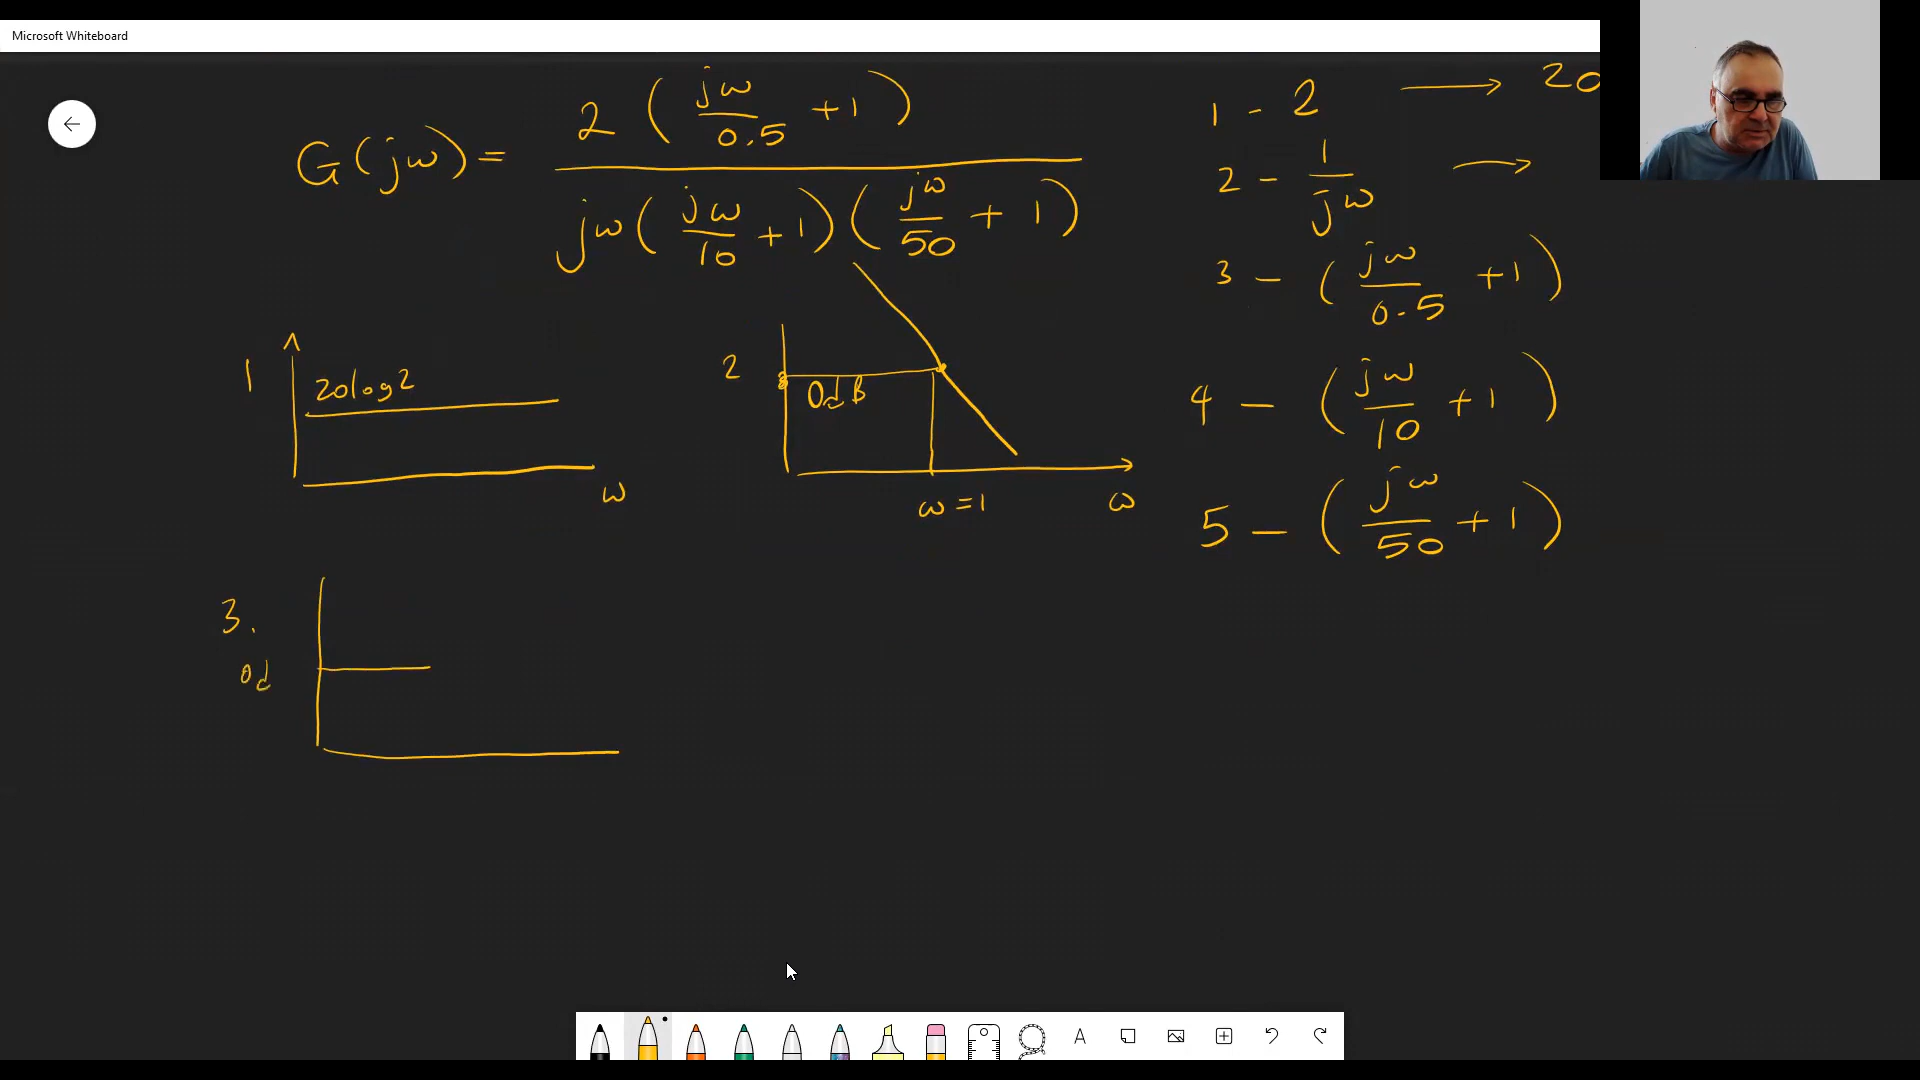 Microsoft Whiteboard
G(jω) = 2 (jω/0.5 + 1) / jω (jω/10 + 1) (jω/50 + 1)
1 - 2 → 20
2 - 1/jω →
3 - (jω/0.5 + 1)
4 - (jω/10 + 1)
5 - (jω/50 + 1)
1
20log2
ω
2
0dB
ω = 1
ω
3.
0d
A